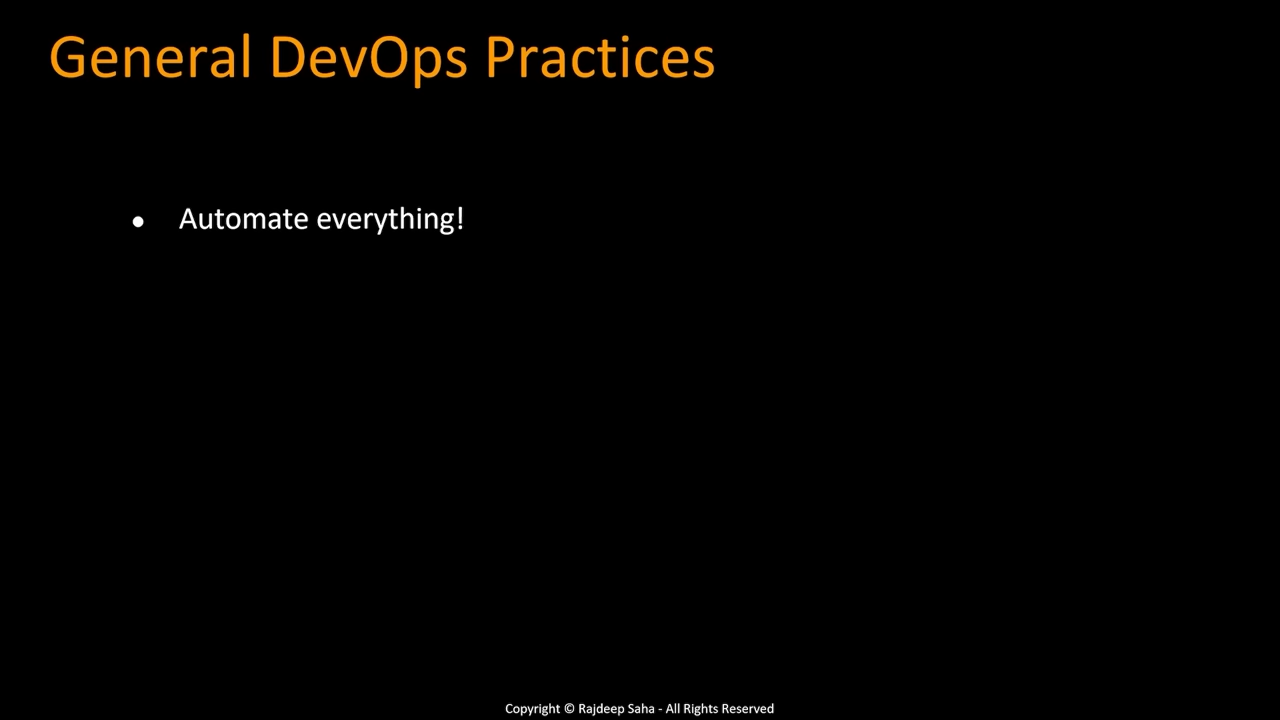 General DevOps Practices
● Automate everything!
Copyright © Rajdeep Saha - All Rights Reserved